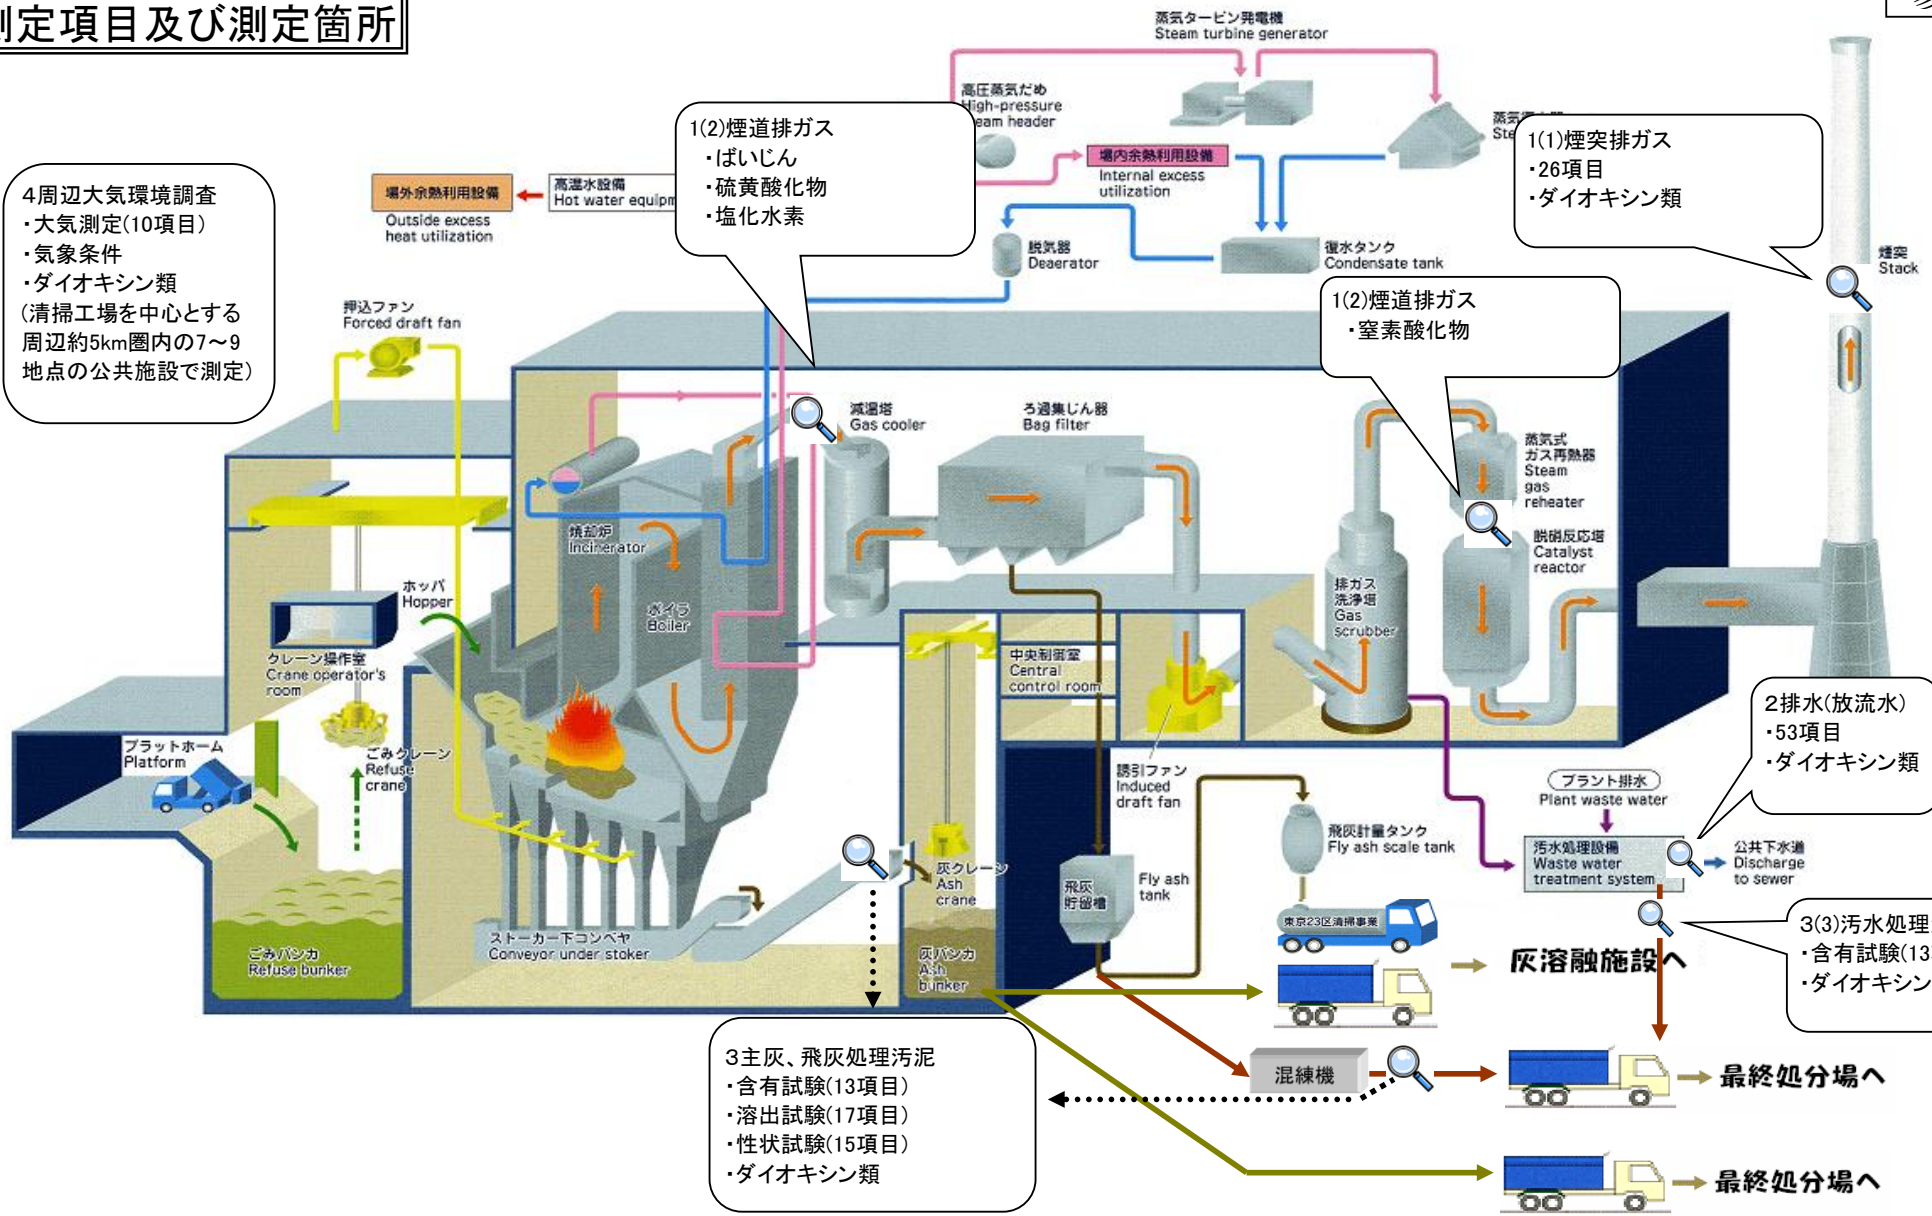 測定項目及び測定箇所
蒸気タービン発電機
Steam turbine generator
高圧蒸気だめ
High-pressure
steam header
1(2)煙道排ガス
・ばいじん
・硫黄酸化物
・塩化水素
1(1)煙突排ガス
・26項目
・ダイオキシン類
4周辺大気環境調査
・大気測定(10項目)
・気象条件
・ダイオキシン類
(清掃工場を中心とする
周辺約5km圏内の7〜9
地点の公共施設で測定)
場外余熱利用設備
Outside excess
heat utilization
高温水設備
Hot water equipm
場内余熱利用設備
Internal excess
utilization
脱気器
Deaerator
復水タンク
Condensate tank
煙突
Stack
1(2)煙道排ガス
・窒素酸化物
押込ファン
Forced draft fan
減温塔
Gas cooler
ろ過集じん器
Bag filter
蒸気式
ガス再熱器
Steam
gas
reheater
焼却炉
Incinerator
脱硝反応塔
Catalyst
reactor
ホッパ
Hopper
ボイラ
Boiler
排ガス
洗浄塔
Gas
scrubber
クレーン操作室
Crane operator's
room
中央制御室
Central
control room
2排水(放流水)
・53項目
・ダイオキシン類
プラットホーム
Platform
ごみクレーン
Refuse
crane
誘引ファン
Induced
draft fan
プラント排水
Plant waste water
飛灰計量タンク
Fly ash scale tank
汚水処理設備
Waste water
treatment system
公共下水道
Discharge
to sewer
灰クレーン
Ash
crane
飛灰
貯留槽
Fly ash
tank
東京23区清掃事業
3(3)汚水処理
・含有試験(13
・ダイオキシン
ごみバンカ
Refuse bunker
ストーカー下コンベヤ
Conveyor under stoker
灰バンカ
Ash
bunker
灰溶融施設へ
3主灰、飛灰処理汚泥
・含有試験(13項目)
・溶出試験(17項目)
・性状試験(15項目)
・ダイオキシン類
混練機
最終処分場へ
最終処分場へ